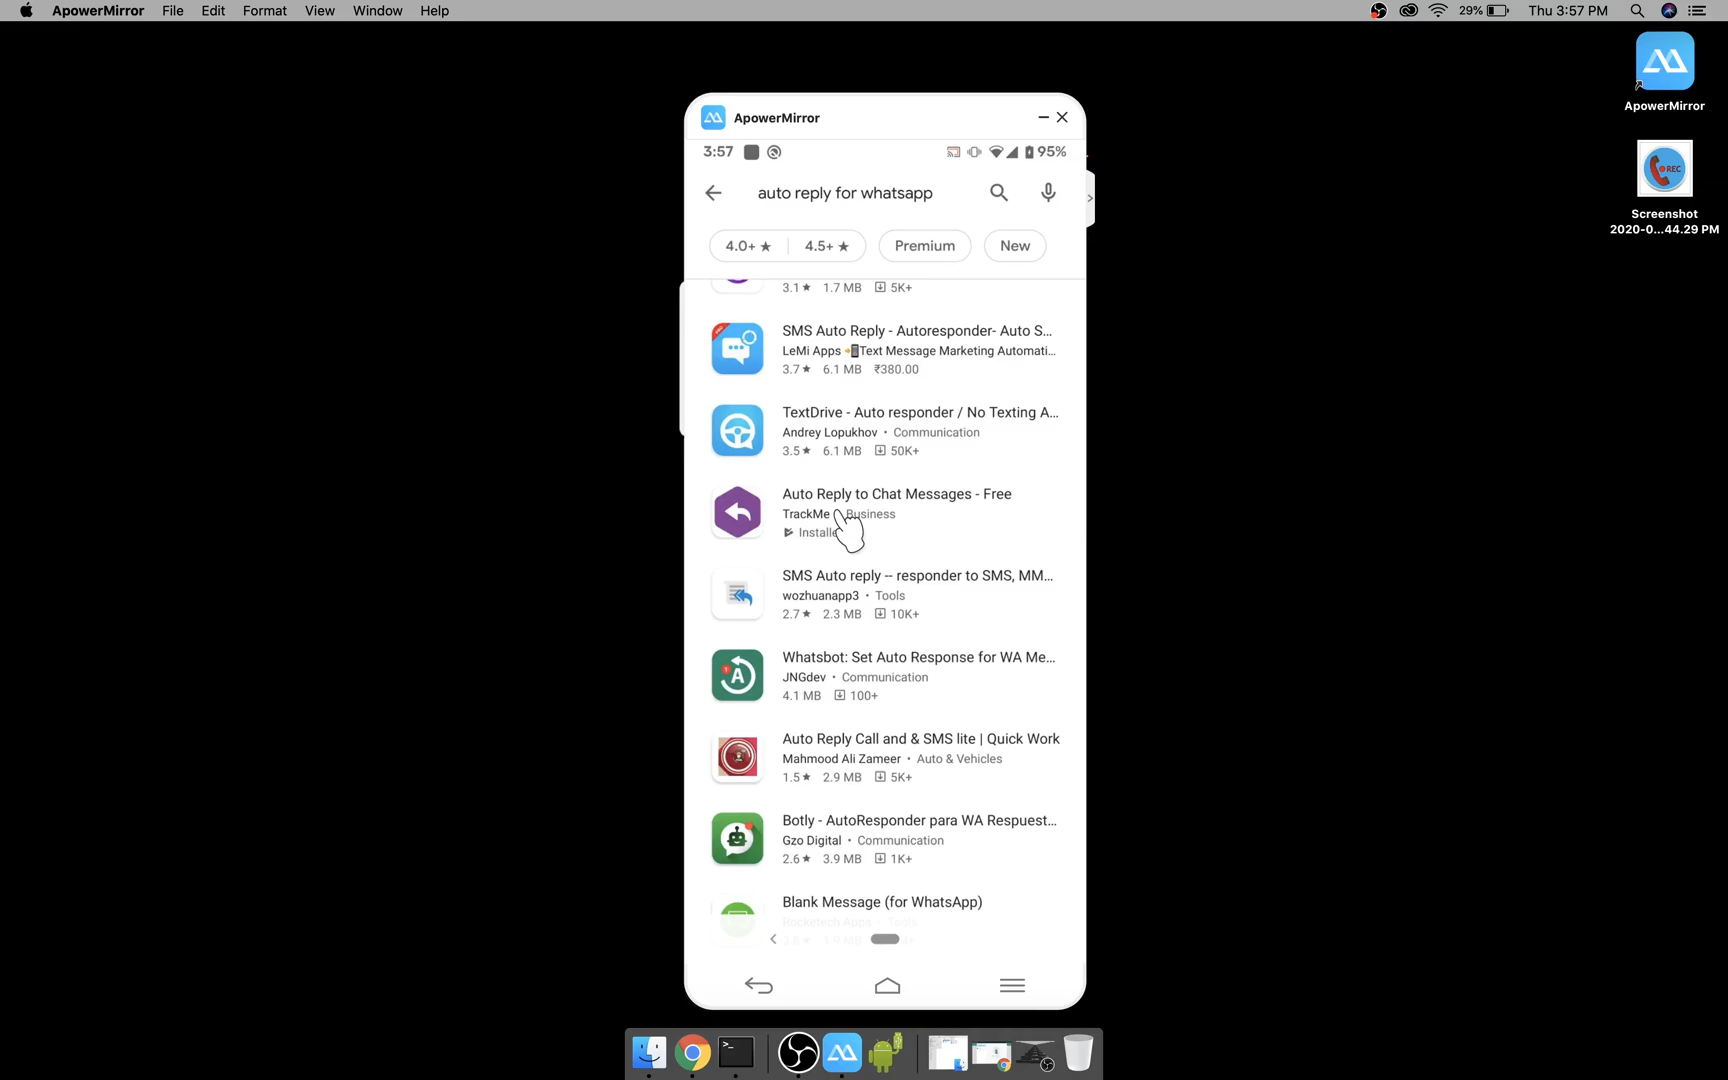 ApowerMirror File Edit Format View Window Help 29% Thu 3:57 PM
ApowerMirror
REC
Screenshot
2020-0...44.29 PM
ApowerMirror
3:57 95%
auto reply for whatsapp
4.0+ ★ 4.5+ ★ Premium New
3.1 ★ 1.7 MB 5K+
SMS Auto Reply - Autoresponder- Auto S...
LeMi Apps 📲Text Message Marketing Automati...
3.7 ★ 6.1 MB ₹380.00
TextDrive - Auto responder / No Texting A...
Andrey Lopukhov • Communication
3.5 ★ 6.1 MB 50K+
Auto Reply to Chat Messages - Free
TrackMe Business
Installe
SMS Auto reply -- responder to SMS, MM...
wozhuanapp3 • Tools
2.7 ★ 2.3 MB 10K+
Whatsbot: Set Auto Response for WA Me...
JNGdev • Communication
4.1 MB 100+
Auto Reply Call and & SMS lite | Quick Work
Mahmood Ali Zameer • Auto & Vehicles
1.5 ★ 2.9 MB 5K+
Botly - AutoResponder para WA Respuest...
Gzo Digital • Communication
2.6 ★ 3.9 MB 1K+
Blank Message (for WhatsApp)
Rocketech Apps • Tools